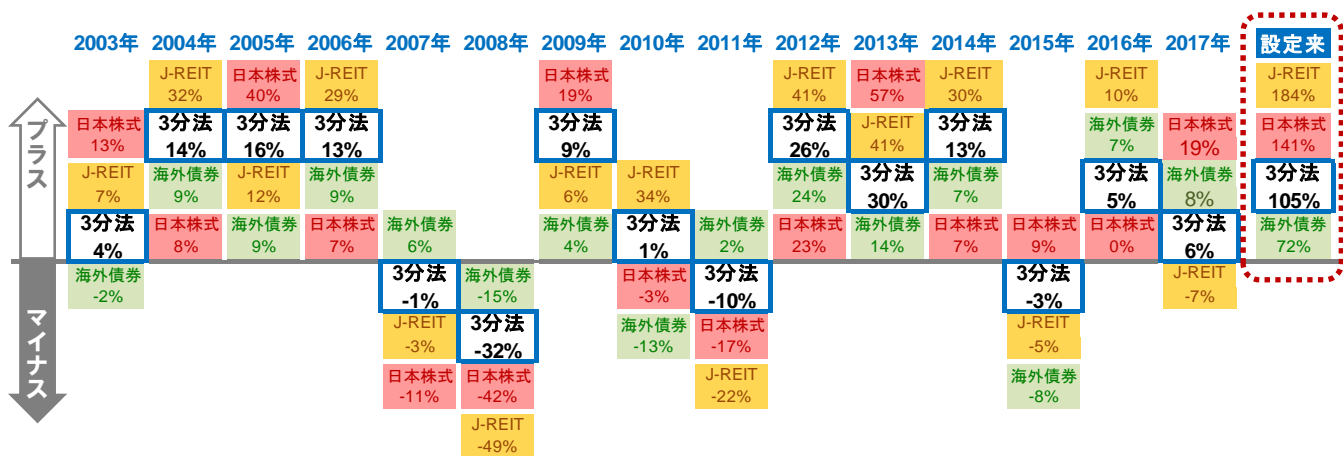 2003年 2004年 2005年 2006年 2007年 2008年 2009年 2010年 2011年 2012年 2013年 2014年 2015年 2016年 2017年 設定来
プラス
マイナス
日本株式
13%
J-REIT
7%
3分法
4%
海外債券
-2%
J-REIT
32%
3分法
14%
海外債券
9%
日本株式
8%
日本株式
40%
3分法
16%
J-REIT
12%
海外債券
9%
J-REIT
29%
3分法
13%
海外債券
9%
日本株式
7%
海外債券
6%
3分法
-1%
J-REIT
-3%
日本株式
-11%
海外債券
-15%
3分法
-32%
日本株式
-42%
J-REIT
-49%
日本株式
19%
3分法
9%
J-REIT
6%
海外債券
4%
J-REIT
34%
3分法
1%
日本株式
-3%
海外債券
-13%
海外債券
2%
3分法
-10%
日本株式
-17%
J-REIT
-22%
J-REIT
41%
3分法
26%
海外債券
24%
日本株式
23%
日本株式
57%
J-REIT
41%
3分法
30%
海外債券
14%
J-REIT
30%
3分法
13%
海外債券
7%
日本株式
7%
日本株式
9%
3分法
-3%
J-REIT
-5%
海外債券
-8%
J-REIT
10%
海外債券
7%
3分法
5%
日本株式
0%
日本株式
19%
海外債券
8%
3分法
6%
J-REIT
-7%
J-REIT
184%
日本株式
141%
3分法
105%
海外債券
72%